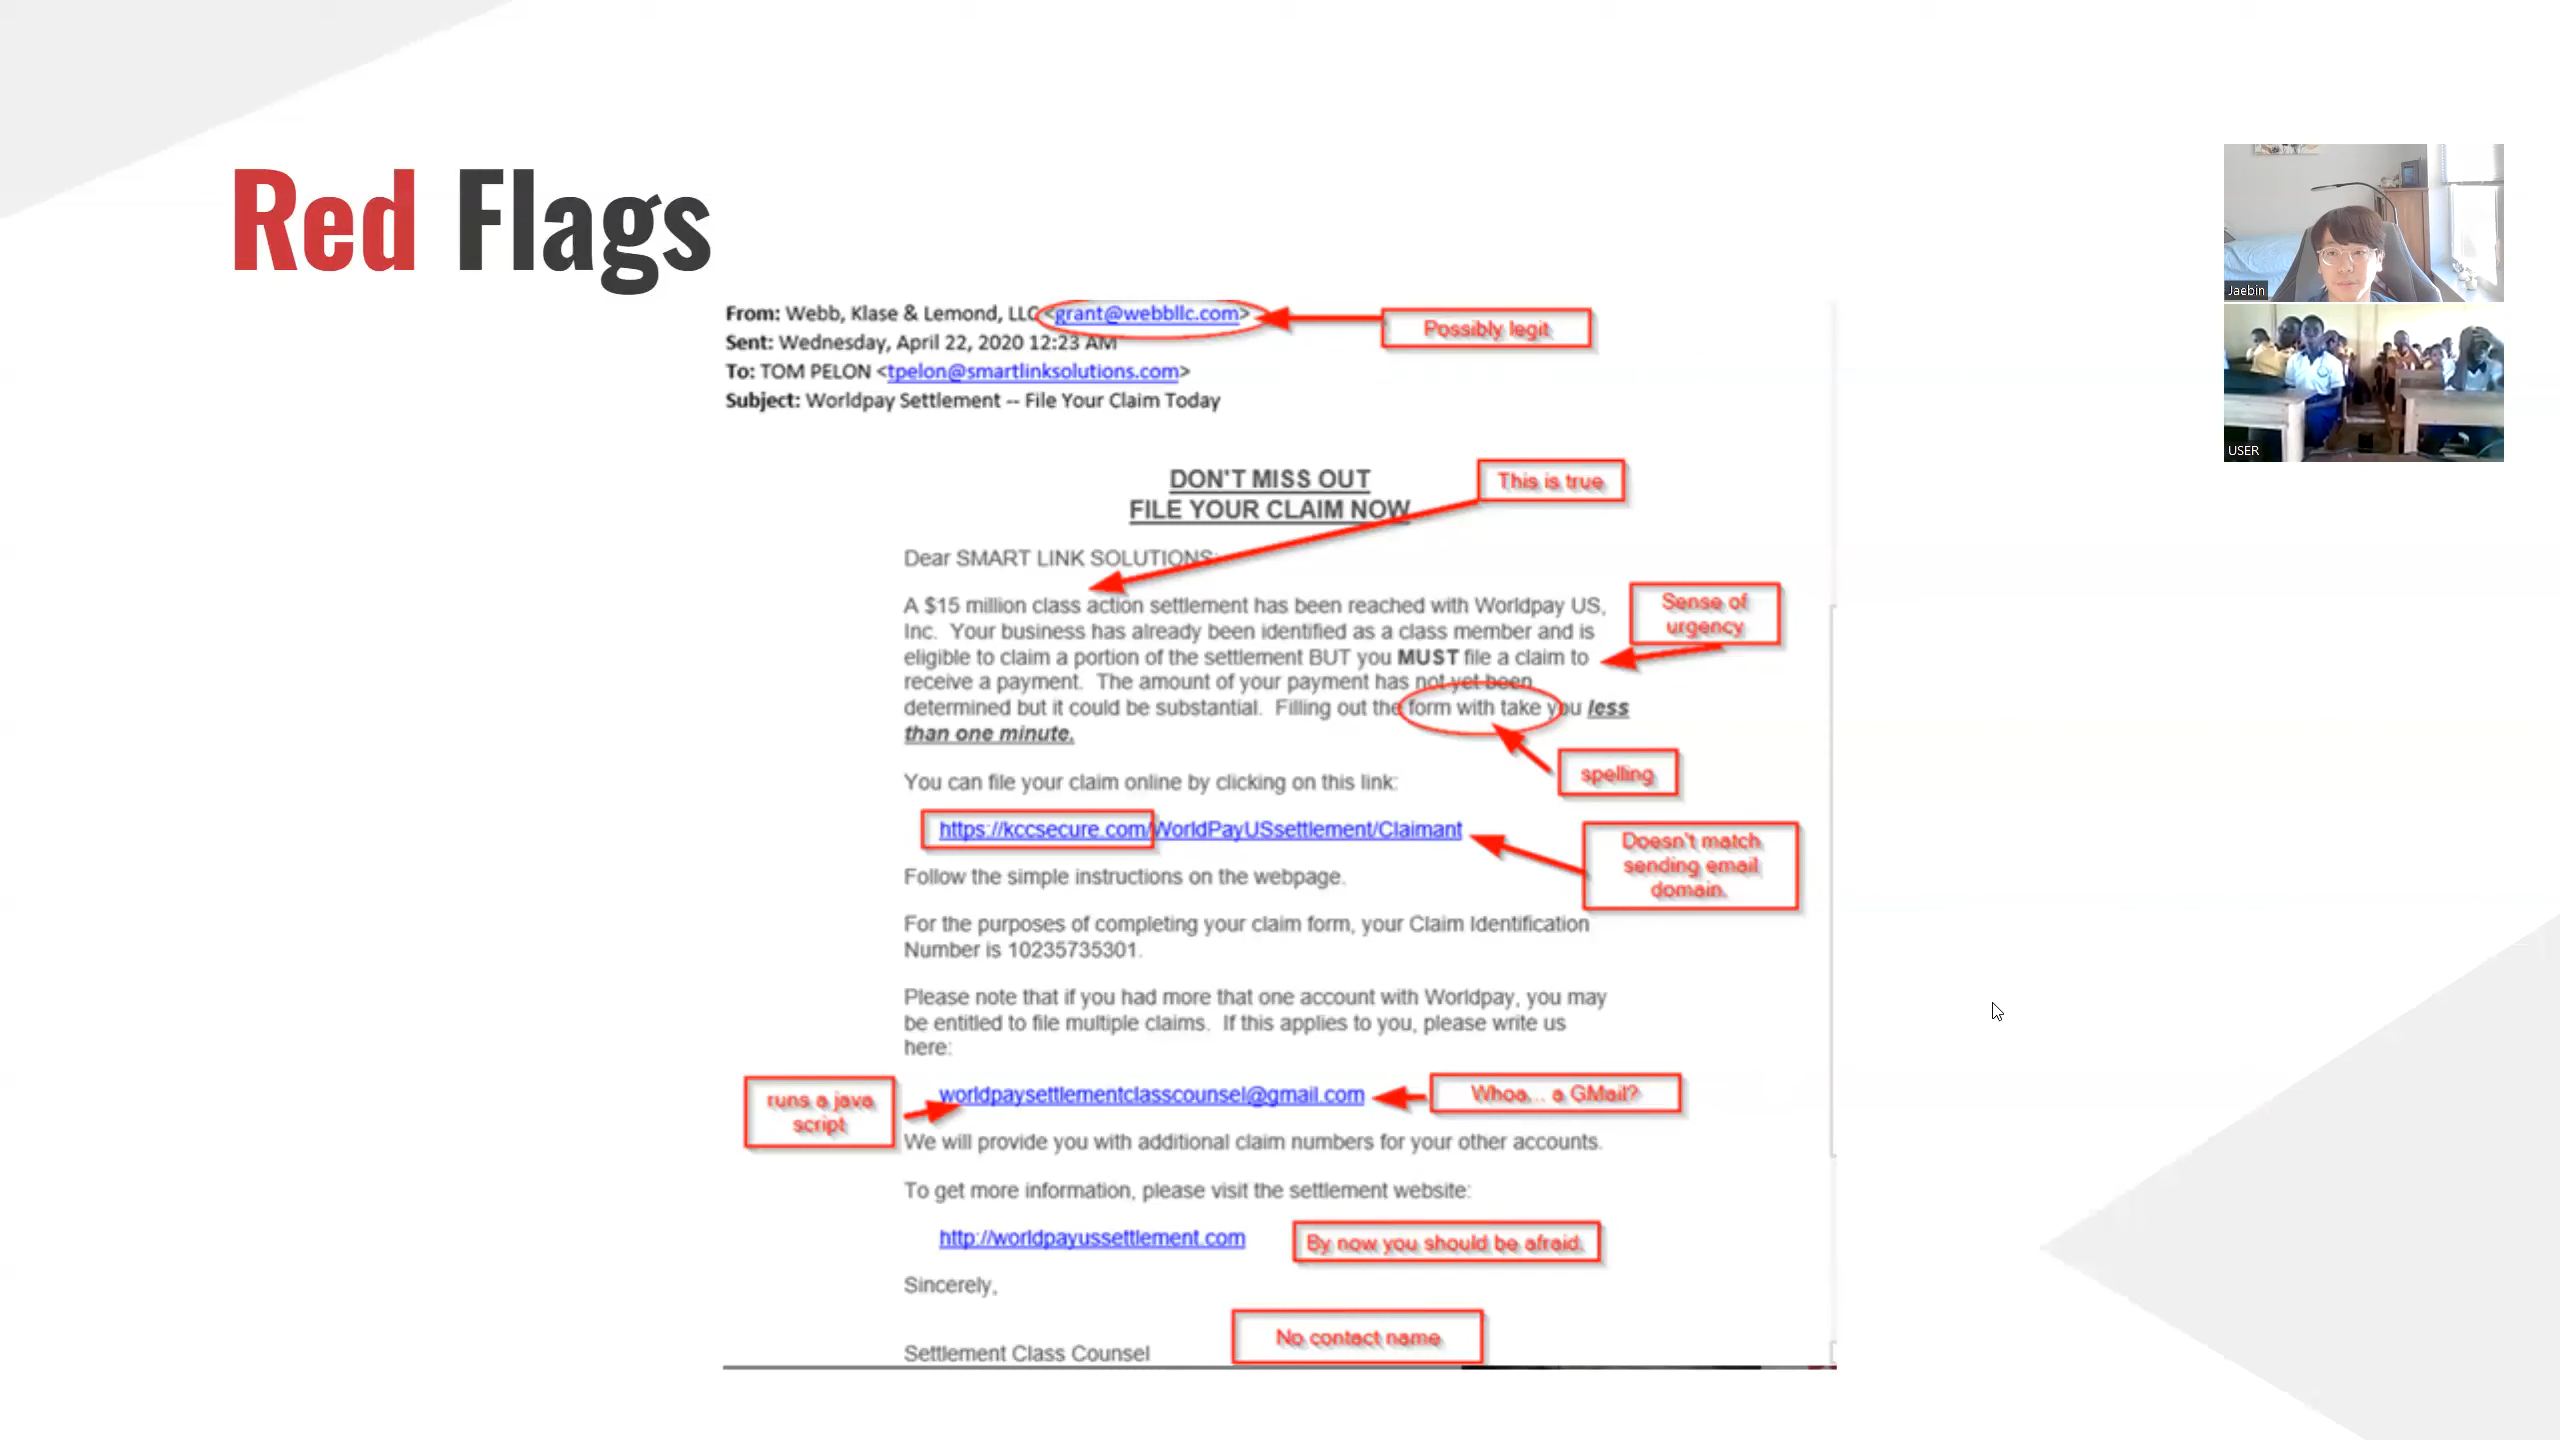 Red Flags
From: Webb, Klase & Lemond, LLC <grant@webbllc.com>
Possibly legit
Sent: Wednesday, April 22, 2020 12:23 AM
To: TOM PELON <tpelon@smartlinksolutions.com>
Subject: Worldpay Settlement -- File Your Claim Today
DON'T MISS OUT
FILE YOUR CLAIM NOW
This is true
Dear SMART LINK SOLUTIONS:
A $15 million class action settlement has been reached with Worldpay US,
Inc. Your business has already been identified as a class member and is
eligible to claim a portion of the settlement BUT you MUST file a claim to
receive a payment. The amount of your payment has not yet been
determined but it could be substantial. Filling out the form with take you less
than one minute.
Sense of
urgency
spelling
You can file your claim online by clicking on this link:
https://kccsecure.com/WorldPayUSsettlement/Claimant
Doesn't match
sending email
domain.
Follow the simple instructions on the webpage.
For the purposes of completing your claim form, your Claim Identification
Number is 10235735301.
Please note that if you had more that one account with Worldpay, you may
be entitled to file multiple claims. If this applies to you, please write us
here:
runs a java
script
worldpaysettlementclasscounsel@gmail.com
Whoa... a GMail?
We will provide you with additional claim numbers for your other accounts.
To get more information, please visit the settlement website:
http://worldpayussettlement.com
By now you should be afraid.
Sincerely,
No contact name
Settlement Class Counsel
Jaebin
USER